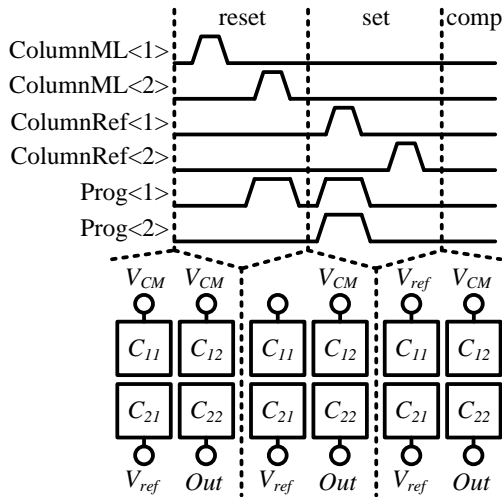 reset set comp
ColumnML<1>
ColumnML<2>
ColumnRef<1>
ColumnRef<2>
Prog<1>
Prog<2>
V_CM V_CM V_CM V_ref V_CM
C_11 C_12 C_11 C_12 C_11 C_12
C_21 C_22 C_21 C_22 C_21 C_22
V_ref Out V_ref Out V_ref Out